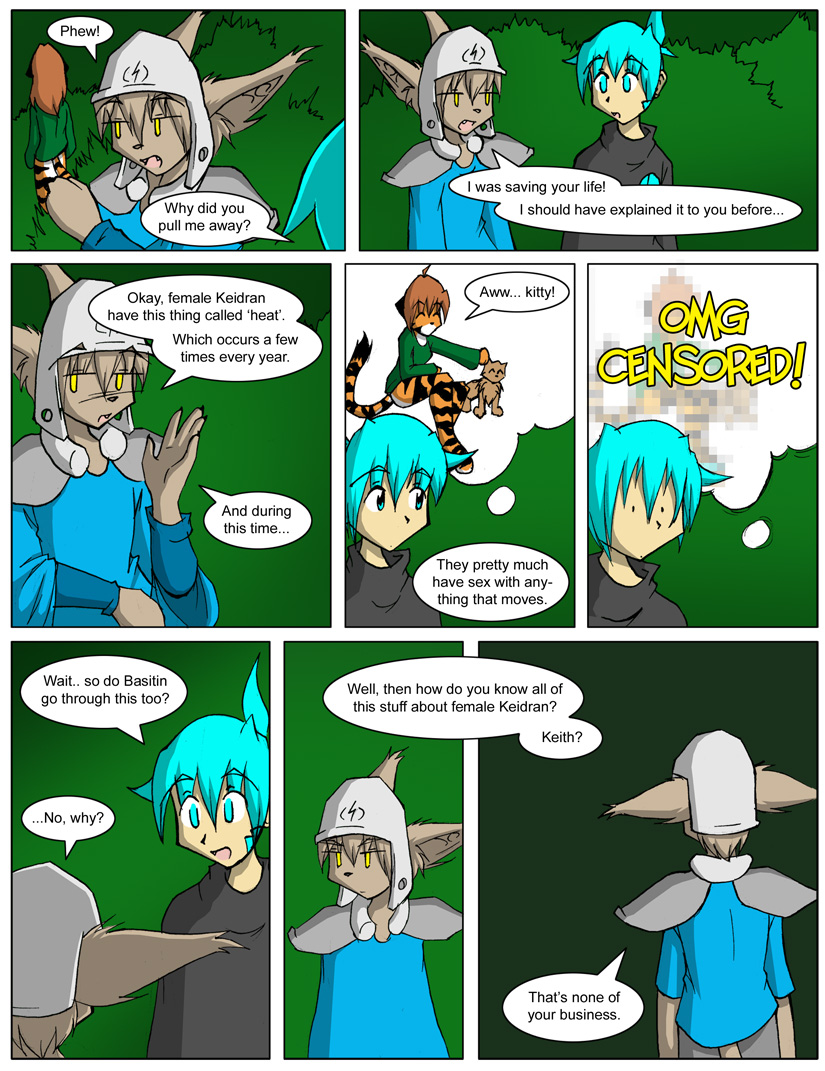 Phew!
Why did you
pull me away?
I was saving your life!
I should have explained it to you before...
Okay, female Keidran
have this thing called ‘heat’.
Which occurs a few
times every year.
And during
this time...
Aww... kitty!
They pretty much
have sex with any-
thing that moves.
OMG
CENSORED!
Wait.. so do Basitin
go through this too?
...No, why?
Well, then how do you know all of
this stuff about female Keidran?
Keith?
That’s none of
your business.